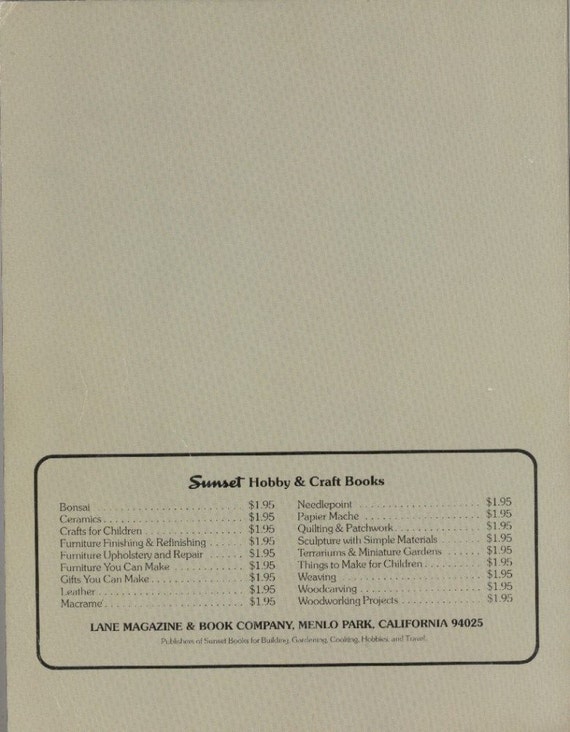 Sunset Hobby & Craft Books
Bonsai . . . . . . . . . . . . . . . . . . . . . . $1.95
Ceramics . . . . . . . . . . . . . . . . . . . . . $1.95
Crafts for Children . . . . . . . . . . . . . . . $1.95
Furniture Finishing & Refinishing . . . . . . $1.95
Furniture Upholstery and Repair . . . . . . $1.95
Furniture You Can Make . . . . . . . . . . . $1.95
Gifts You Can Make . . . . . . . . . . . . . . $1.95
Leather . . . . . . . . . . . . . . . . . . . . . . $1.95
Macrame . . . . . . . . . . . . . . . . . . . . . $1.95
Needlepoint . . . . . . . . . . . . . . . . . . . $1.95
Papier Mache . . . . . . . . . . . . . . . . . . $1.95
Quilting & Patchwork . . . . . . . . . . . . . $1.95
Sculpture with Simple Materials . . . . . . $1.95
Terrariums & Miniature Gardens . . . . . . $1.95
Things to Make for Children . . . . . . . . . $1.95
Weaving . . . . . . . . . . . . . . . . . . . . . $1.95
Woodcarving . . . . . . . . . . . . . . . . . . $1.95
Woodworking Projects . . . . . . . . . . . . $1.95
LANE MAGAZINE & BOOK COMPANY, MENLO PARK, CALIFORNIA 94025
Publishers of Sunset Books for Building, Gardening, Cooking, Hobbies, and Travel.